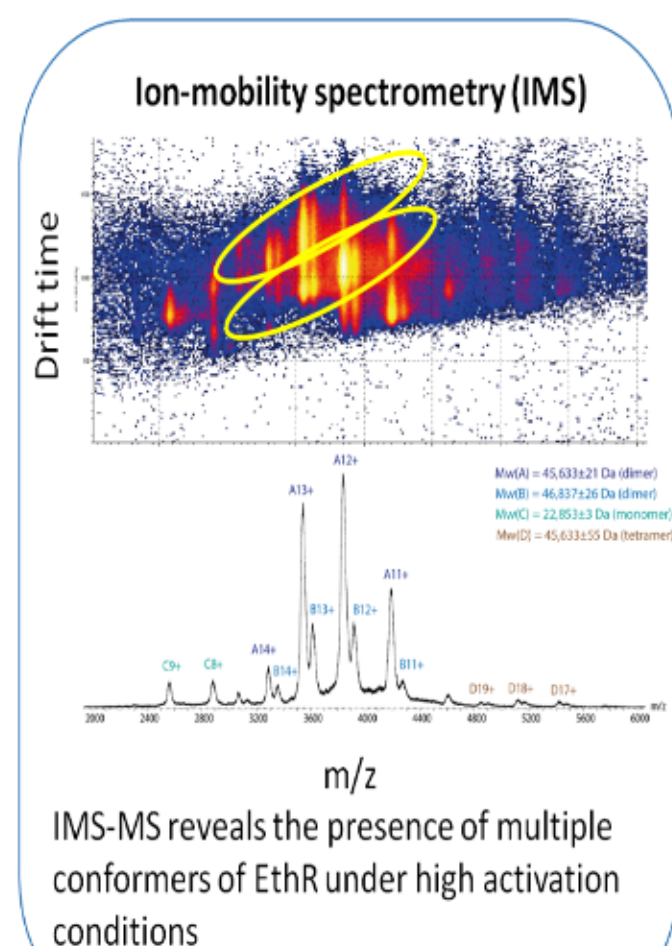 Ion-mobility spectrometry (IMS)
Drift time
A12+
Mw(A) = 45,633±21 Da (dimer)
Mw(B) = 46,837±26 Da (dimer)
Mw(C) = 22,853±3 Da (monomer)
Mw(D) = 45,633±55 Da (tetramer)
A13+
A11+
B13+
B12+
A14+
B14+
C9+
C8+
B11+
D19+
D18+
D17+
2000 2400 2800 3200 3600 4000 4400 4800 5200 5600 6000
m/z
m/z
IMS-MS reveals the presence of multiple
conformers of EthR under high activation
conditions